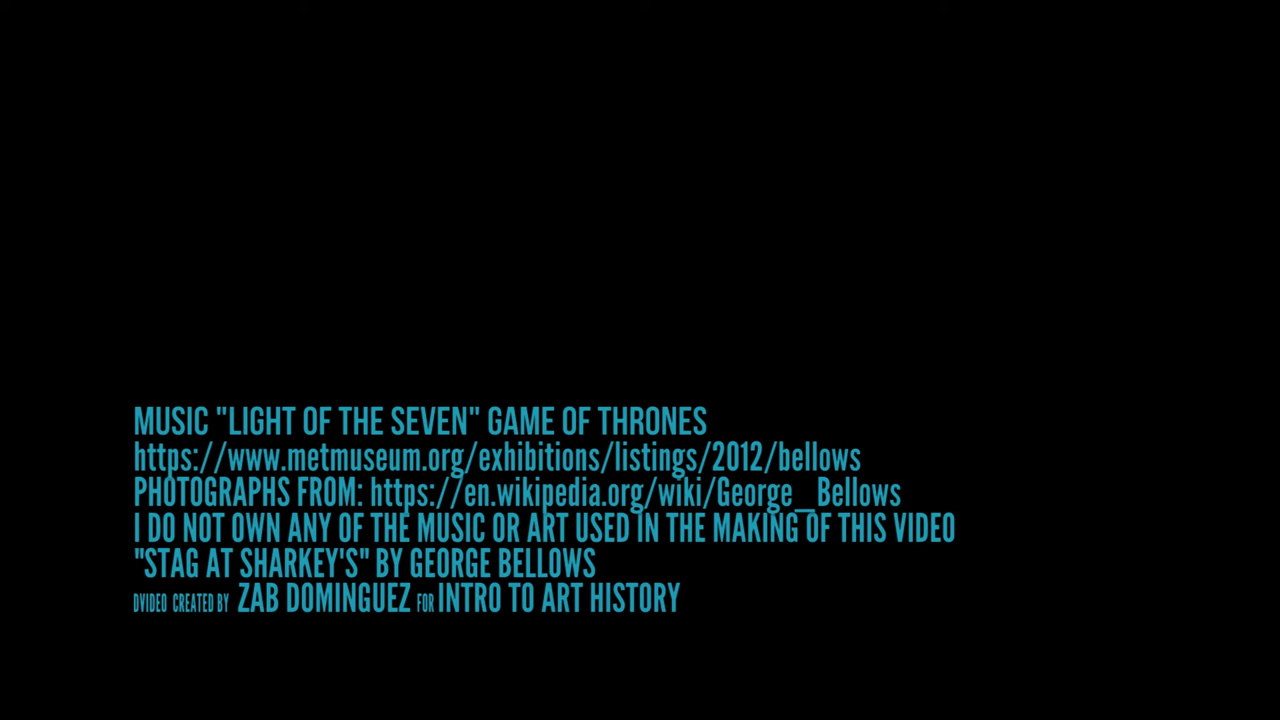 MUSIC "LIGHT OF THE SEVEN" GAME OF THRONES
https://www.metmuseum.org/exhibitions/listings/2012/bellows
PHOTOGRAPHS FROM: https://en.wikipedia.org/wiki/George_Bellows
I DO NOT OWN ANY OF THE MUSIC OR ART USED IN THE MAKING OF THIS VIDEO
"STAG AT SHARKEY'S" BY GEORGE BELLOWS
DVIDEO CREATED BY ZAB DOMINGUEZ FOR INTRO TO ART HISTORY